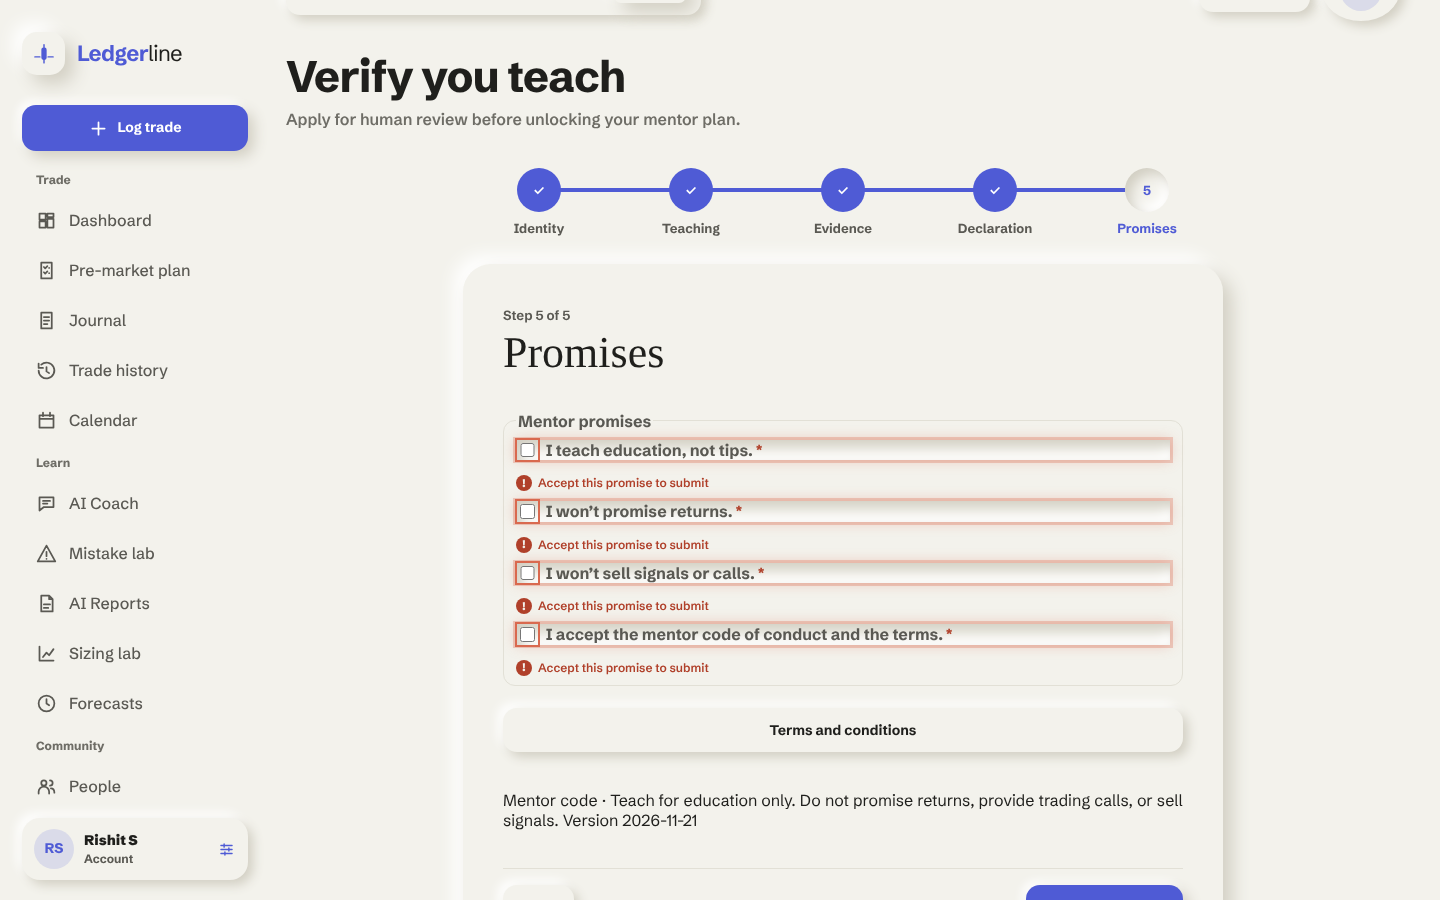 Ledgerline
Log trade
Trade
Dashboard
Pre-market plan
Journal
Trade history
Calendar
Learn
AI Coach
Mistake lab
AI Reports
Sizing lab
Forecasts
Community
People
RS
Rishit S
Account
Verify you teach
Apply for human review before unlocking your mentor plan.
5
Identity
Teaching
Evidence
Declaration
Promises
Step 5 of 5
Promises
Mentor promises
I teach education, not tips. *
Accept this promise to submit
I won’t promise returns. *
Accept this promise to submit
I won’t sell signals or calls. *
Accept this promise to submit
I accept the mentor code of conduct and the terms. *
Accept this promise to submit
Terms and conditions
Mentor code · Teach for education only. Do not promise returns, provide trading calls, or sell
signals. Version 2026-11-21